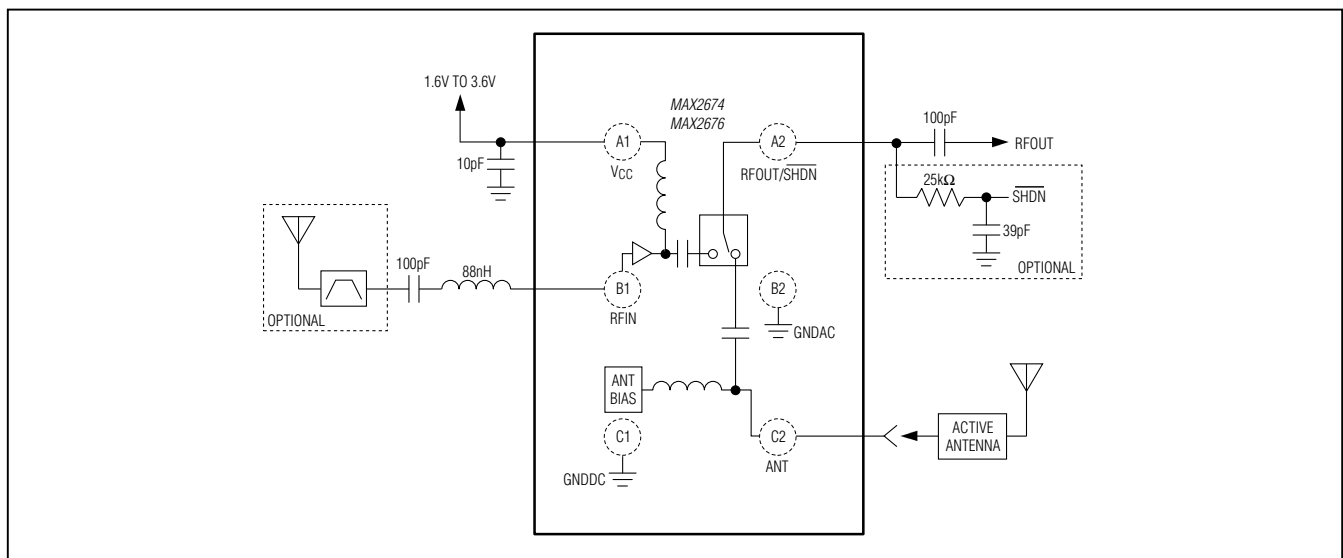 1.6V TO 3.6V
10pF
A1
VCC
MAX2674
MAX2676
A2
RFOUT/SHDN
100pF
RFOUT
25kΩ
SHDN
39pF
OPTIONAL
OPTIONAL
100pF
88nH
B1
RFIN
B2
GNDAC
ANT
BIAS
C1
GNDDC
C2
ANT
ACTIVE
ANTENNA